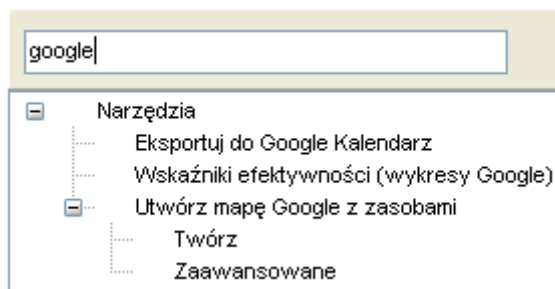 google
Narzędzia
Eksportuj do Google Kalendarz
Wskaźniki efektywności (wykresy Google)
Utwórz mapę Google z zasobami
Twórz
Zaawansowane